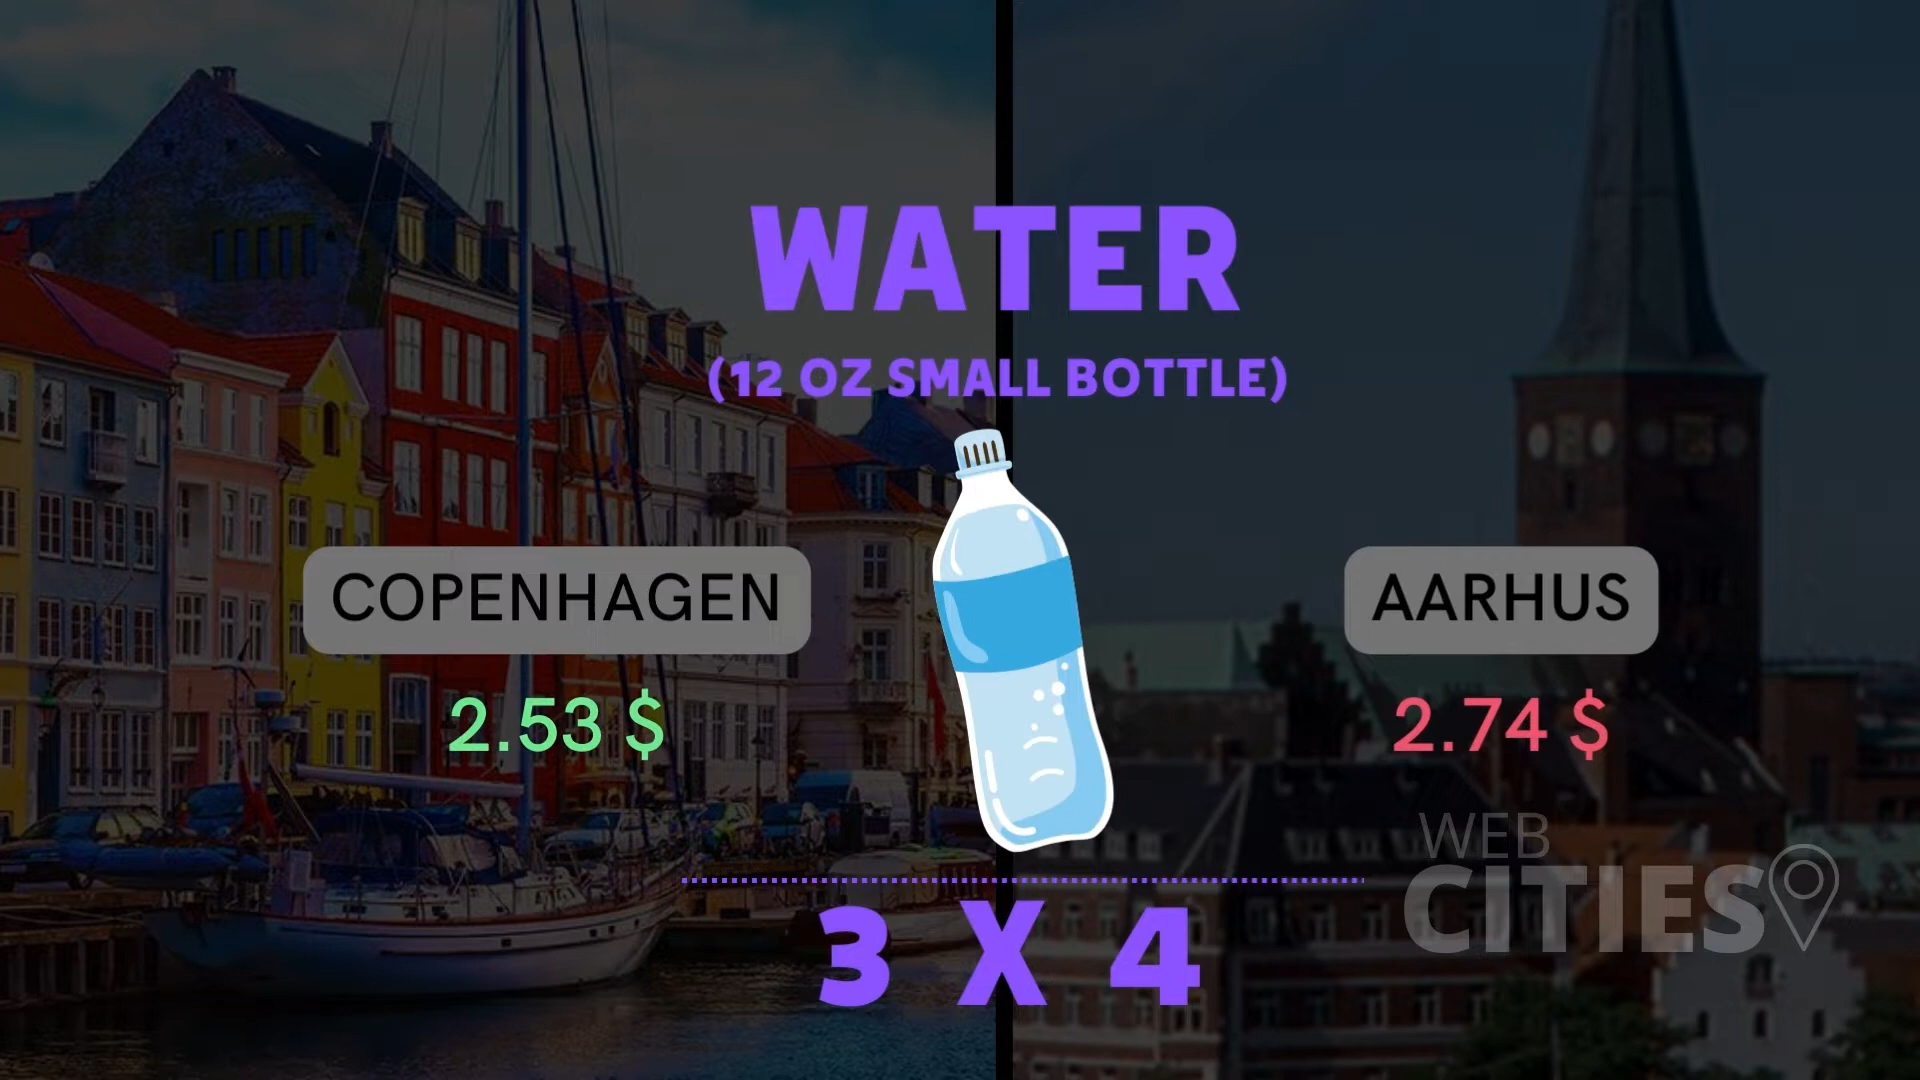 WATER
(12 OZ SMALL BOTTLE)
COPENHAGEN
AARHUS
2.53 $
2.74 $
WEB
CITIES
3 X 4